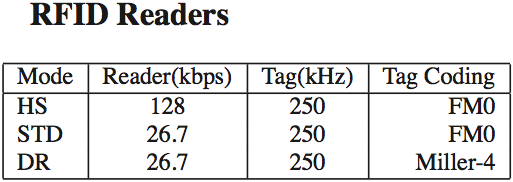 RFID Readers
Mode Reader(kbps) Tag(kHz) Tag Coding
HS 128 250 FM0
STD 26.7 250 FM0
DR 26.7 250 Miller-4